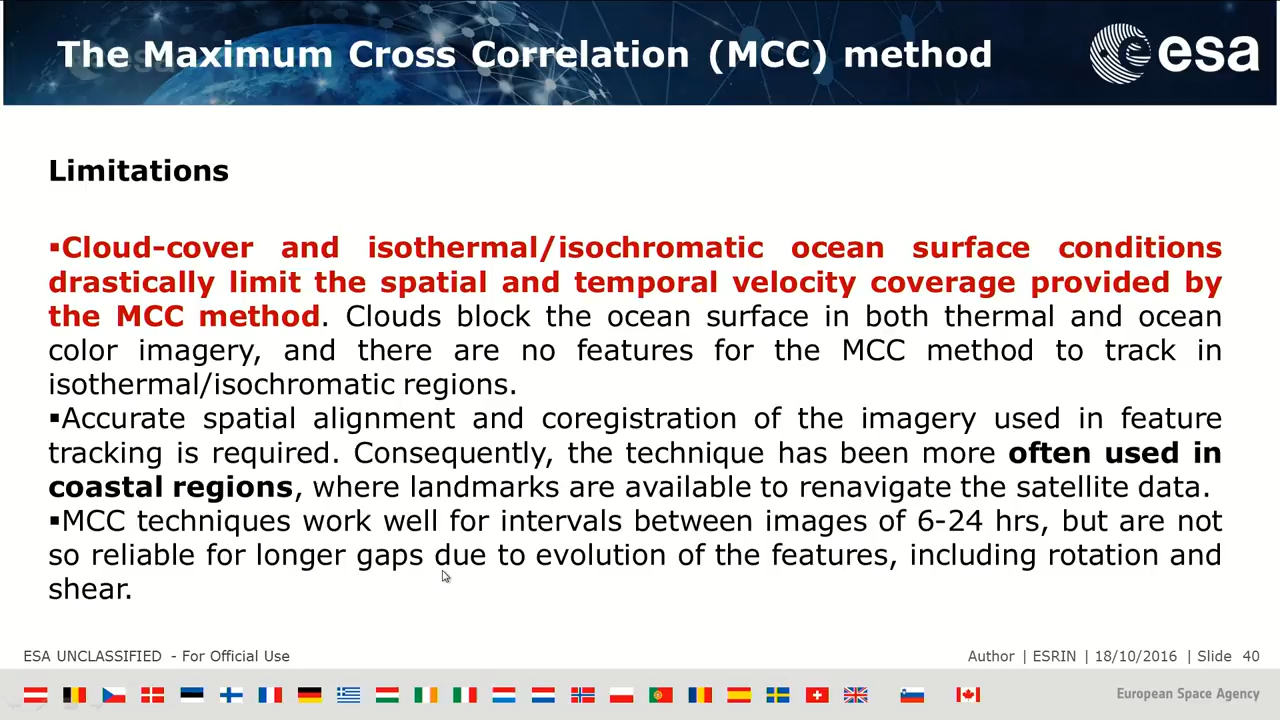 The Maximum Cross Correlation (MCC) method
esa
Limitations
▪Cloud-cover and isothermal/isochromatic ocean surface conditions
drastically limit the spatial and temporal velocity coverage provided by
the MCC method. Clouds block the ocean surface in both thermal and ocean
color imagery, and there are no features for the MCC method to track in
isothermal/isochromatic regions.
▪Accurate spatial alignment and coregistration of the imagery used in feature
tracking is required. Consequently, the technique has been more often used in
coastal regions, where landmarks are available to renavigate the satellite data.
▪MCC techniques work well for intervals between images of 6-24 hrs, but are not
so reliable for longer gaps due to evolution of the features, including rotation and
shear.
ESA UNCLASSIFIED - For Official Use
Author | ESRIN | 18/10/2016 | Slide 40
European Space Agency